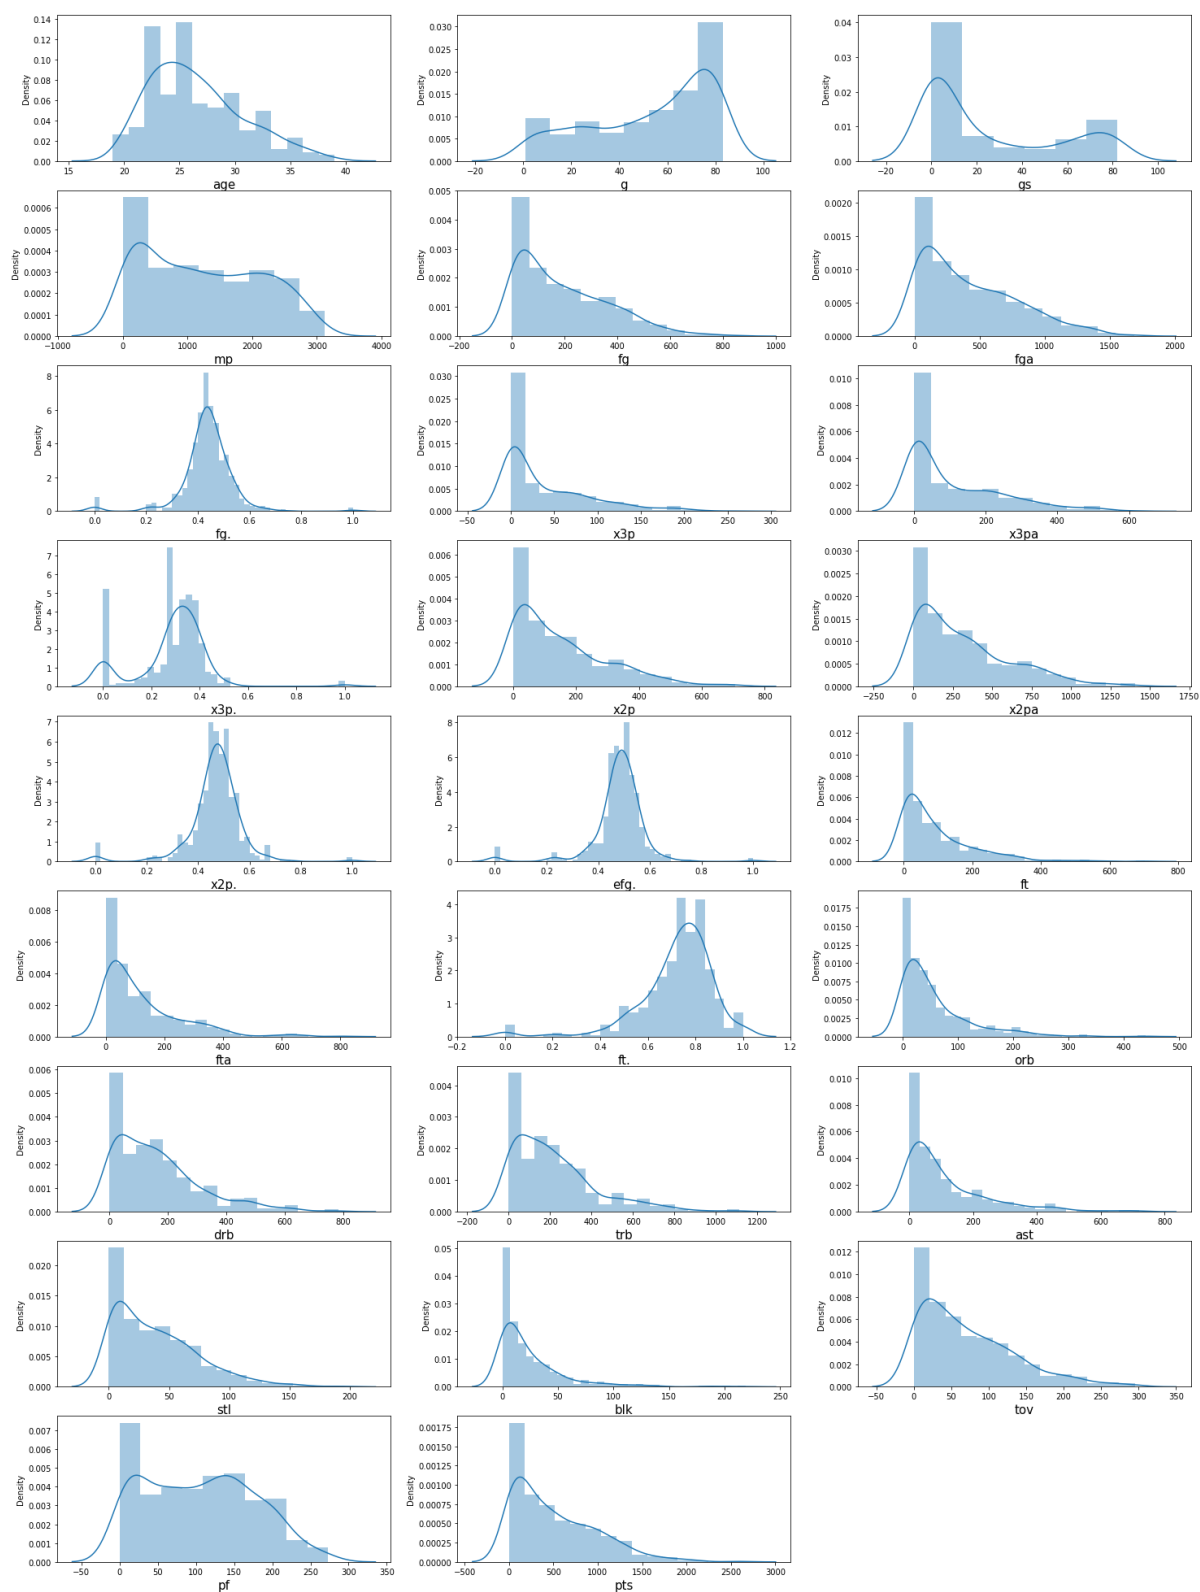 0.14
0.12
0.10
0.08
0.06
0.04
0.02
0.00
Density
15 20 25 30 35 40
age
0.030
0.025
0.020
0.015
0.010
0.005
0.000
Density
−20 0 20 40 60 80 100
g
0.04
0.03
0.02
0.01
0.00
Density
−20 0 20 40 60 80 100
gs
0.0006
0.0005
0.0004
0.0003
0.0002
0.0001
0.0000
Density
−1000 0 1000 2000 3000 4000
mp
0.005
0.004
0.003
0.002
0.001
0.000
Density
−200 0 200 400 600 800 1000
fg
0.0020
0.0015
0.0010
0.0005
0.0000
Density
0 500 1000 1500 2000
fga
8
6
4
2
0
Density
0.0 0.2 0.4 0.6 0.8 1.0
fg.
0.030
0.025
0.020
0.015
0.010
0.005
0.000
Density
−50 0 50 100 150 200 250 300
x3p
0.010
0.008
0.006
0.004
0.002
0.000
Density
0 200 400 600
x3pa
7
6
5
4
3
2
1
0
Density
0.0 0.2 0.4 0.6 0.8 1.0
x3p.
0.006
0.005
0.004
0.003
0.002
0.001
0.000
Density
0 200 400 600 800
x2p
0.0030
0.0025
0.0020
0.0015
0.0010
0.0005
0.0000
Density
−250 0 250 500 750 1000 1250 1500 1750
x2pa
7
6
5
4
3
2
1
0
Density
0.0 0.2 0.4 0.6 0.8 1.0
x2p.
8
6
4
2
0
Density
0.0 0.2 0.4 0.6 0.8 1.0
efg.
0.012
0.010
0.008
0.006
0.004
0.002
0.000
Density
0 200 400 600 800
ft
0.008
0.006
0.004
0.002
0.000
Density
0 200 400 600 800
fta
4
3
2
1
0
Density
−0.2 0.0 0.2 0.4 0.6 0.8 1.0 1.2
ft.
0.0175
0.0150
0.0125
0.0100
0.0075
0.0050
0.0025
0.0000
Density
0 100 200 300 400 500
orb
0.006
0.005
0.004
0.003
0.002
0.001
0.000
Density
0 200 400 600 800
drb
0.004
0.003
0.002
0.001
0.000
Density
−200 0 200 400 600 800 1000 1200
trb
0.010
0.008
0.006
0.004
0.002
0.000
Density
0 200 400 600 800
ast
0.020
0.015
0.010
0.005
0.000
Density
0 50 100 150 200
stl
0.05
0.04
0.03
0.02
0.01
0.00
Density
0 50 100 150 200 250
blk
0.012
0.010
0.008
0.006
0.004
0.002
0.000
Density
−50 0 50 100 150 200 250 300 350
tov
0.007
0.006
0.005
0.004
0.003
0.002
0.001
0.000
Density
−50 0 50 100 150 200 250 300 350
pf
0.00175
0.00150
0.00125
0.00100
0.00075
0.00050
0.00025
0.00000
Density
−500 0 500 1000 1500 2000 2500 3000
pts